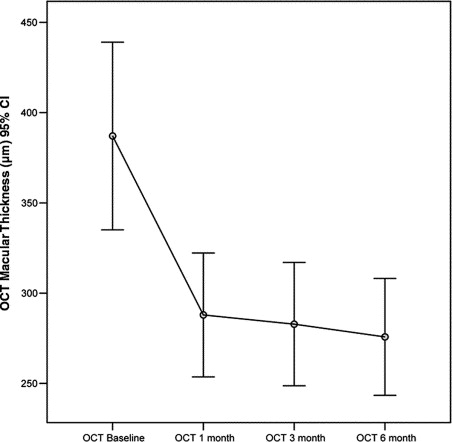 OCT Macular Thickness (µm) 95% CI
450
400
350
300
250
OCT Baseline
OCT 1 month
OCT 3 month
OCT 6 month